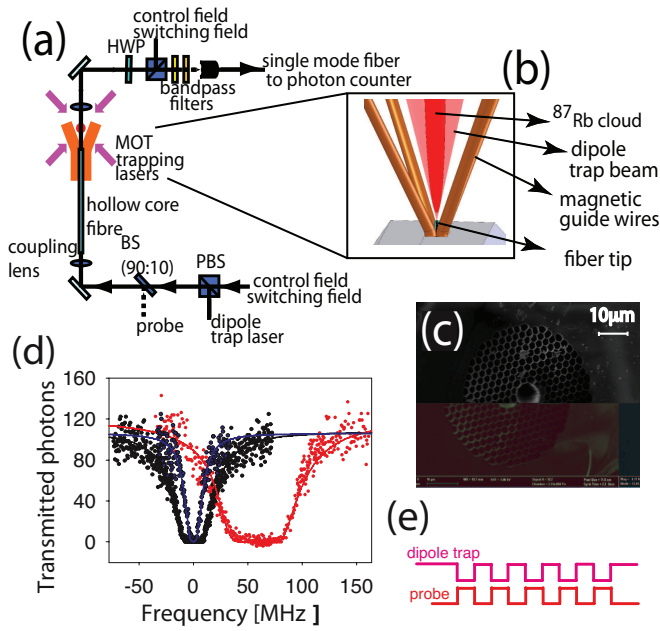 (a)
HWP
control field
switching field
bandpass
filters
single mode fiber
to photon counter
MOT
trapping
lasers
hollow core
fibre
coupling
lens
BS
(90:10)
PBS
probe
dipole
trap laser
control field
switching field
(b)
87Rb cloud
dipole
trap beam
magnetic
guide wires
fiber tip
(c)
10μm
(d)
Transmitted photons
160
120
80
40
0
-50
0
50
100
150
Frequency [MHz ]
(e)
dipole trap
probe